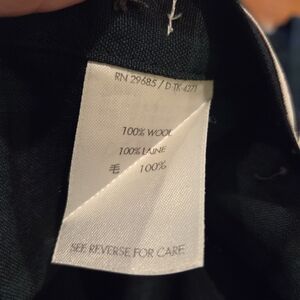 RN 29685 / D TK 4271
100% WOOL
100% LAINE
毛 100%
SEE REVERSE FOR CARE